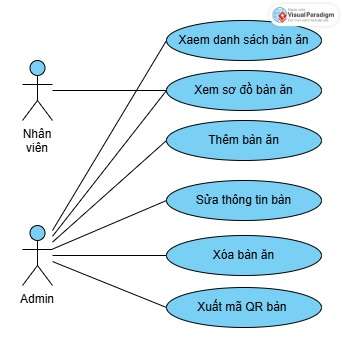 Visual Paradigm
Xaem danh sách bàn ăn
Xem sơ đồ bản ăn
Nhân
viên
Thêm bàn ăn
Sửa thông tin bàn
Xóa bàn ăn
Admin
Xuất mã QR bàn